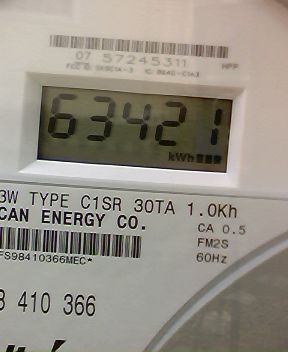 07 57245311
HPP
63421
kWh
3W TYPE C1SR 30TA 1.0Kh
CAN ENERGY CO.
CA 0.5
FM2S
60Hz
FS98410366MEC*
410 366